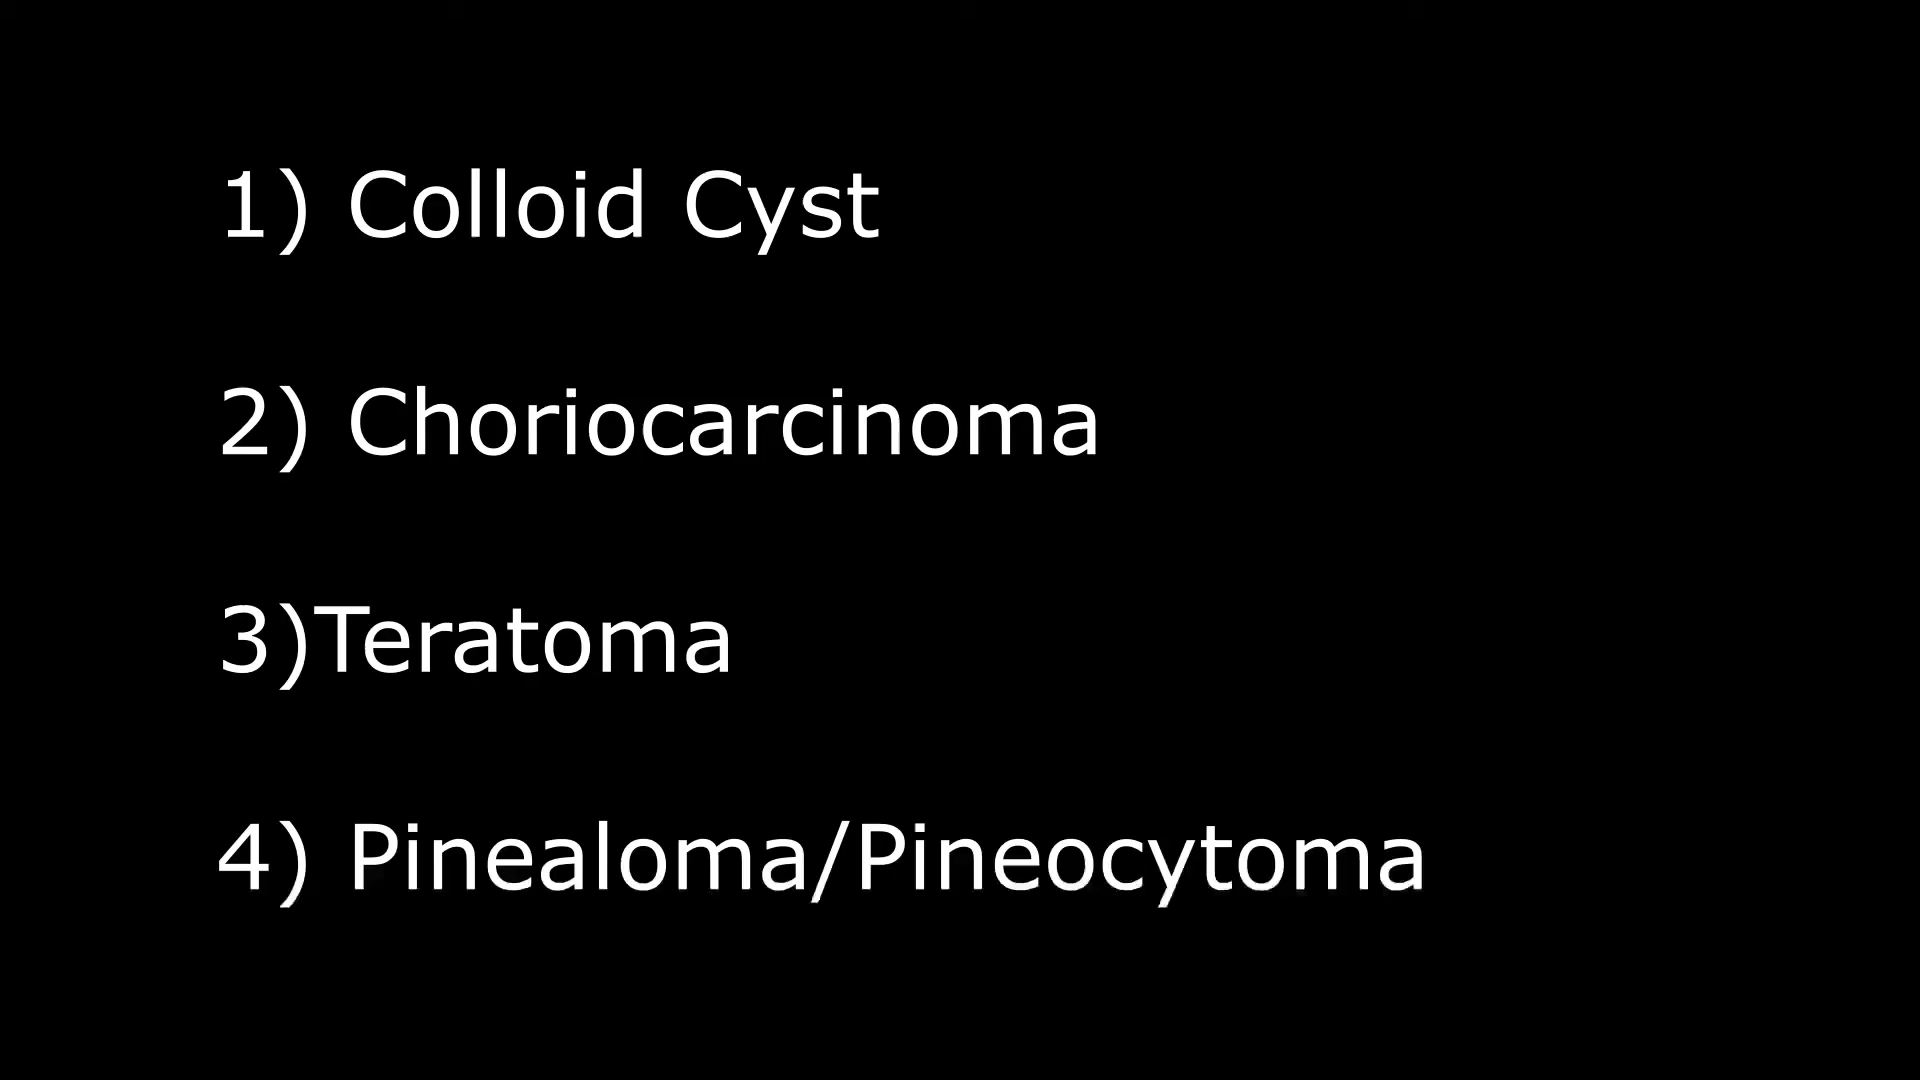 1) Colloid Cyst
2) Choriocarcinoma
3)Teratoma
4) Pinealoma/Pineocytoma